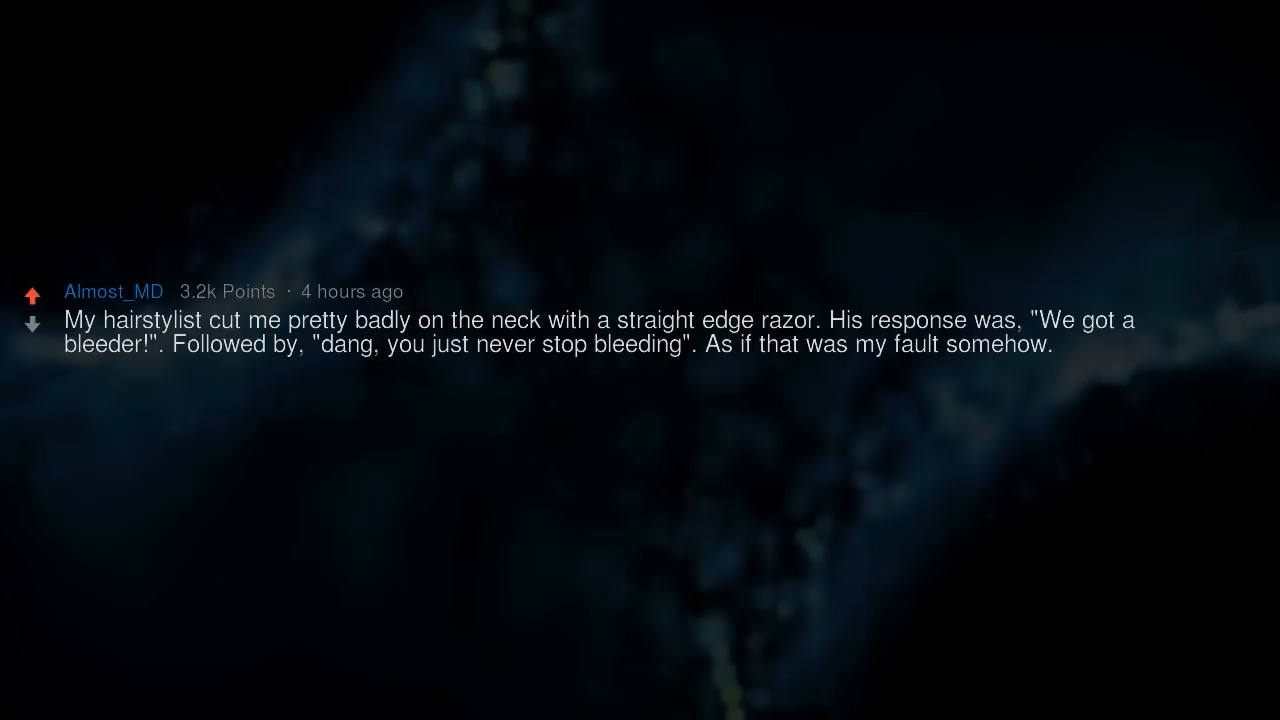 Almost_MD 3.2k Points · 4 hours ago
My hairstylist cut me pretty badly on the neck with a straight edge razor. His response was, "We got a
bleeder!". Followed by, "dang, you just never stop bleeding". As if that was my fault somehow.